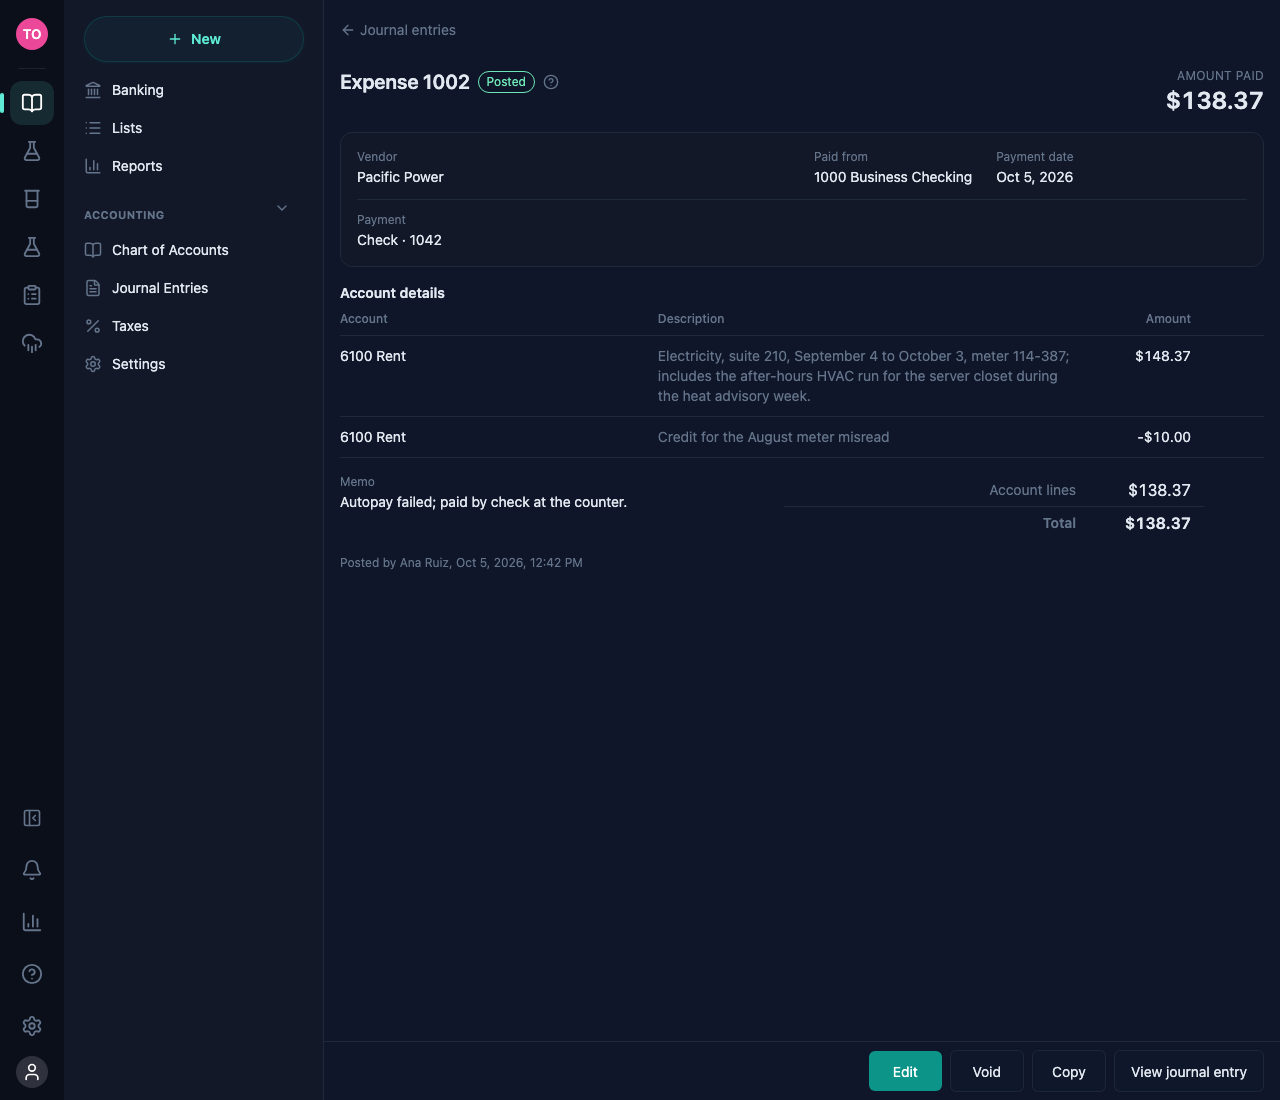 TO
New
Banking
Lists
Reports
ACCOUNTING
Chart of Accounts
Journal Entries
Taxes
Settings
Journal entries
Expense 1002
Posted
AMOUNT PAID
$138.37
Vendor
Pacific Power
Paid from
1000 Business Checking
Payment date
Oct 5, 2026
Payment
Check · 1042
Account details
Account Description Amount
6100 Rent
Electricity, suite 210, September 4 to October 3, meter 114-387;
includes the after-hours HVAC run for the server closet during
the heat advisory week.
$148.37
6100 Rent Credit for the August meter misread -$10.00
Memo
Autopay failed; paid by check at the counter.
Account lines $138.37
Total $138.37
Posted by Ana Ruiz, Oct 5, 2026, 12:42 PM
Edit
Void
Copy
View journal entry